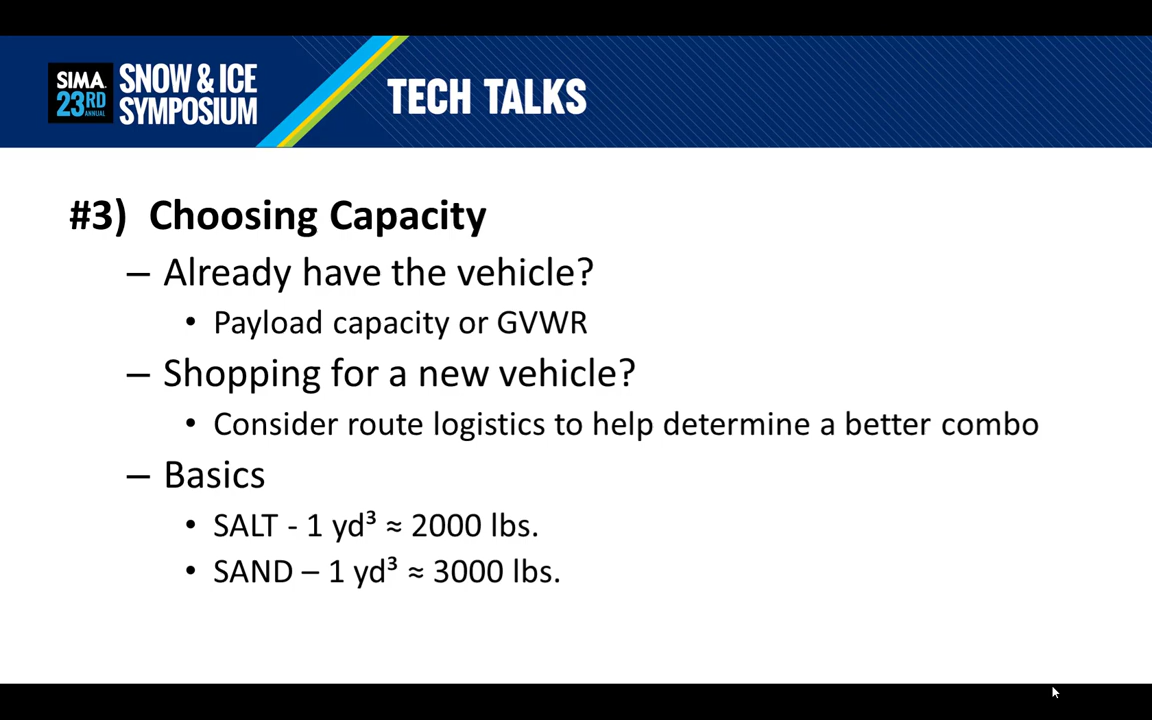 SIMA
23RD
ANNUAL
SNOW & ICE
SYMPOSIUM
TECH TALKS
#3) Choosing Capacity
– Already have the vehicle?
• Payload capacity or GVWR
– Shopping for a new vehicle?
• Consider route logistics to help determine a better combo
– Basics
• SALT - 1 yd³ ≈ 2000 lbs.
• SAND – 1 yd³ ≈ 3000 lbs.